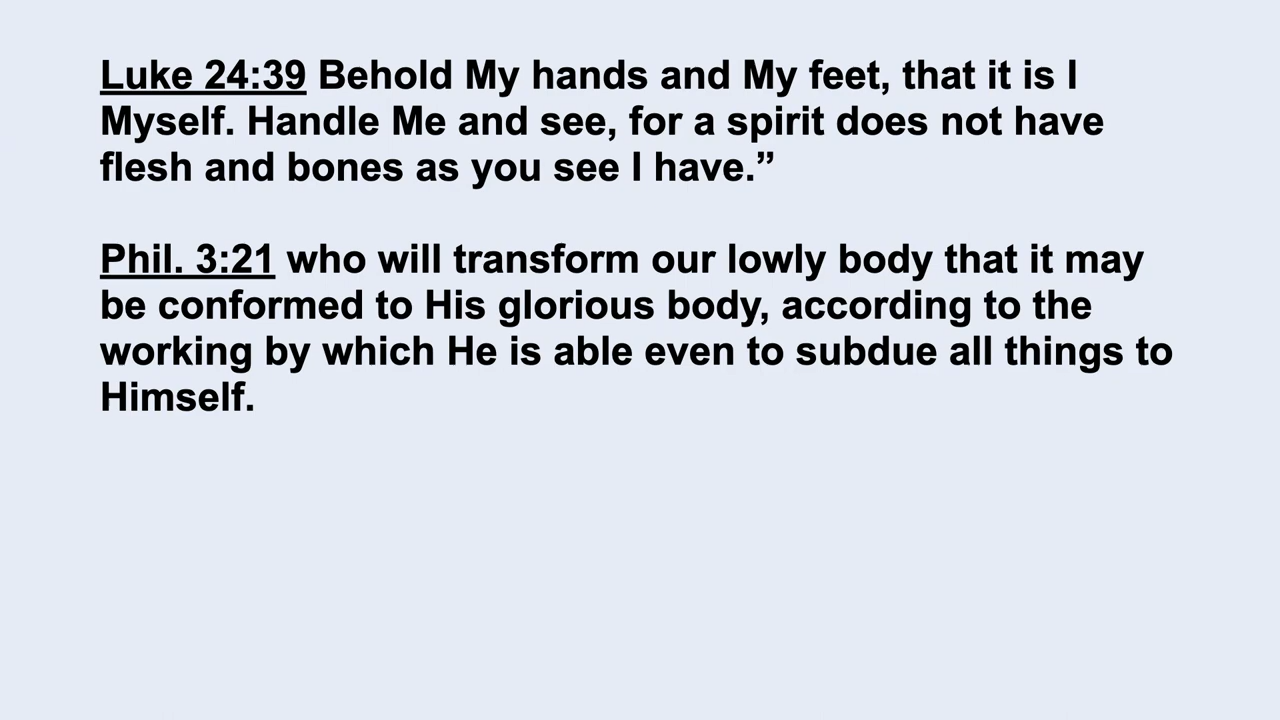 Luke 24:39 Behold My hands and My feet, that it is I
Myself. Handle Me and see, for a spirit does not have
flesh and bones as you see I have.”
Phil. 3:21 who will transform our lowly body that it may
be conformed to His glorious body, according to the
working by which He is able even to subdue all things to
Himself.